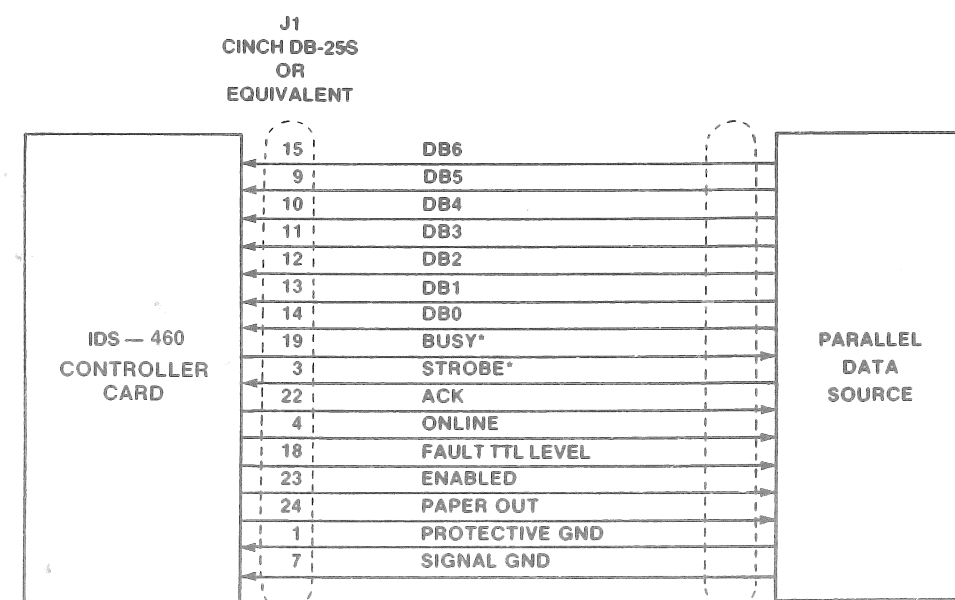 J1
CINCH DB-25S
OR
EQUIVALENT
15 DB6
9 DB5
10 DB4
11 DB3
12 DB2
13 DB1
14 DB0
19 BUSY*
3 STROBE*
22 ACK
4 ONLINE
18 FAULT TTL LEVEL
23 ENABLED
24 PAPER OUT
1 PROTECTIVE GND
7 SIGNAL GND
IDS — 460
CONTROLLER
CARD
PARALLEL
DATA
SOURCE